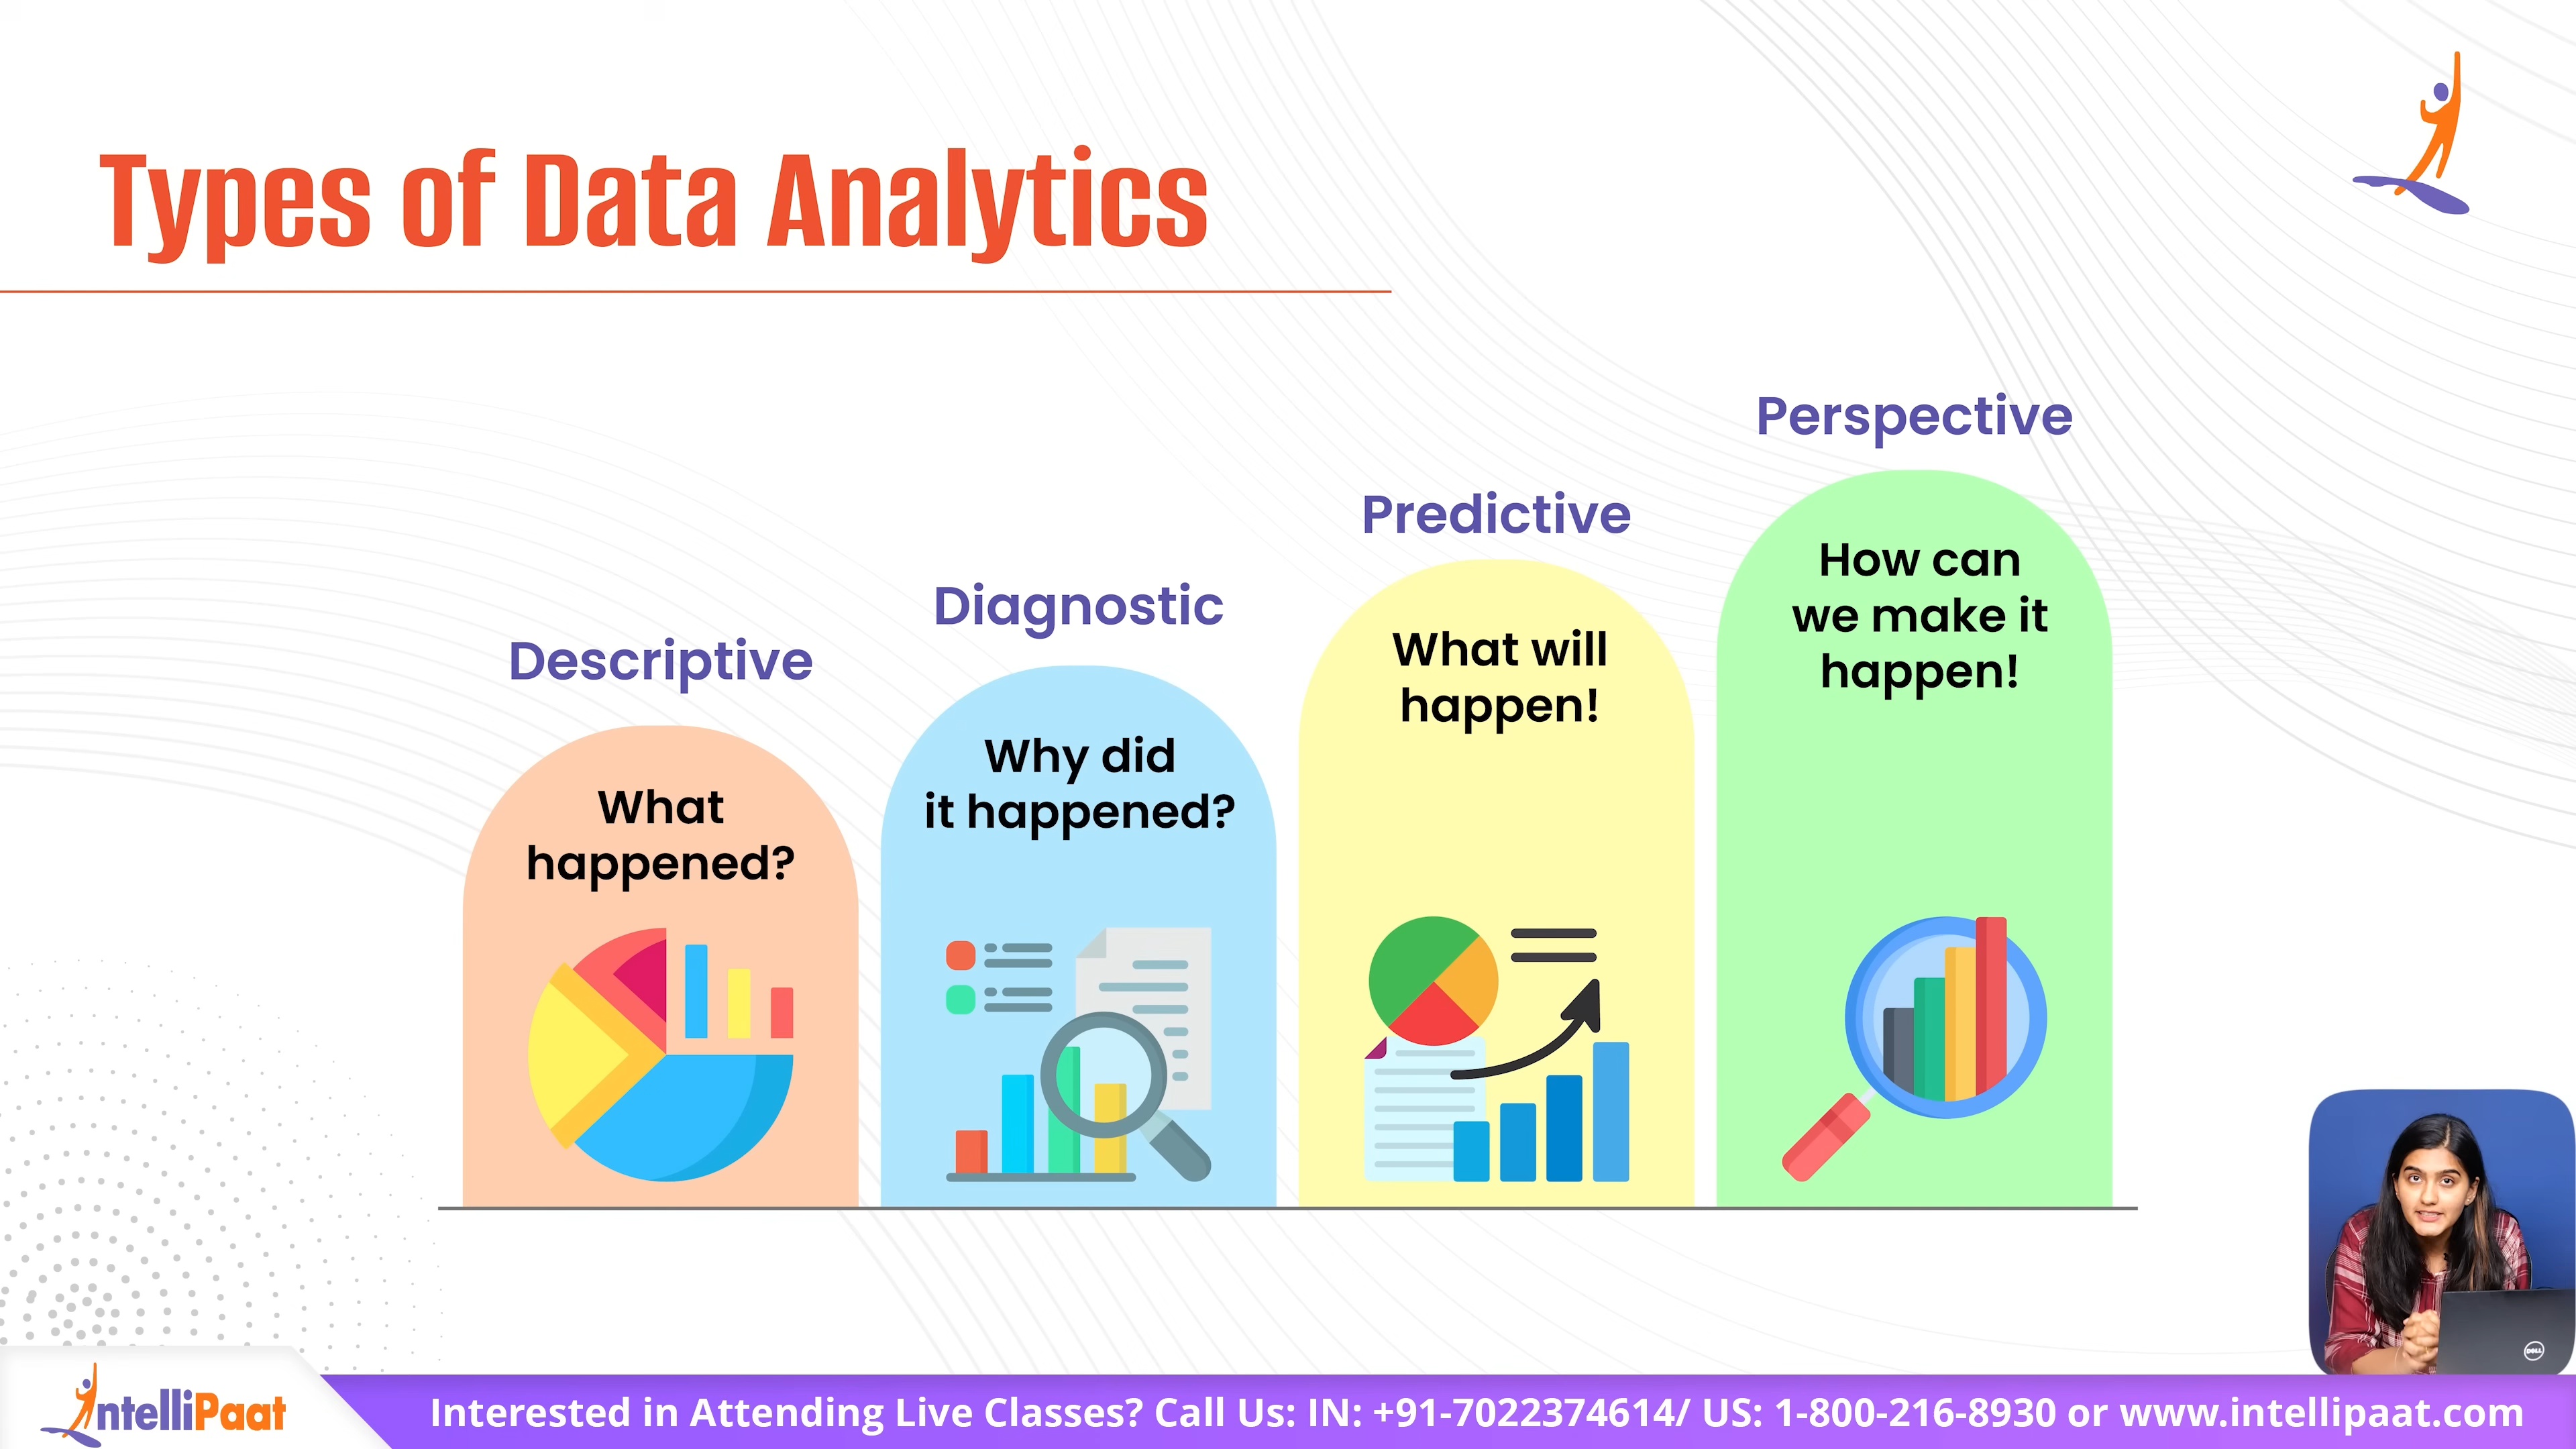 Types of Data Analytics
Descriptive
What
happened?
Diagnostic
Why did
it happened?
Predictive
What will
happen!
Perspective
How can
we make it
happen!
DELL
IntelliPaat
Interested in Attending Live Classes? Call Us: IN: +91-7022374614/ US: 1-800-216-8930 or www.intellipaat.com